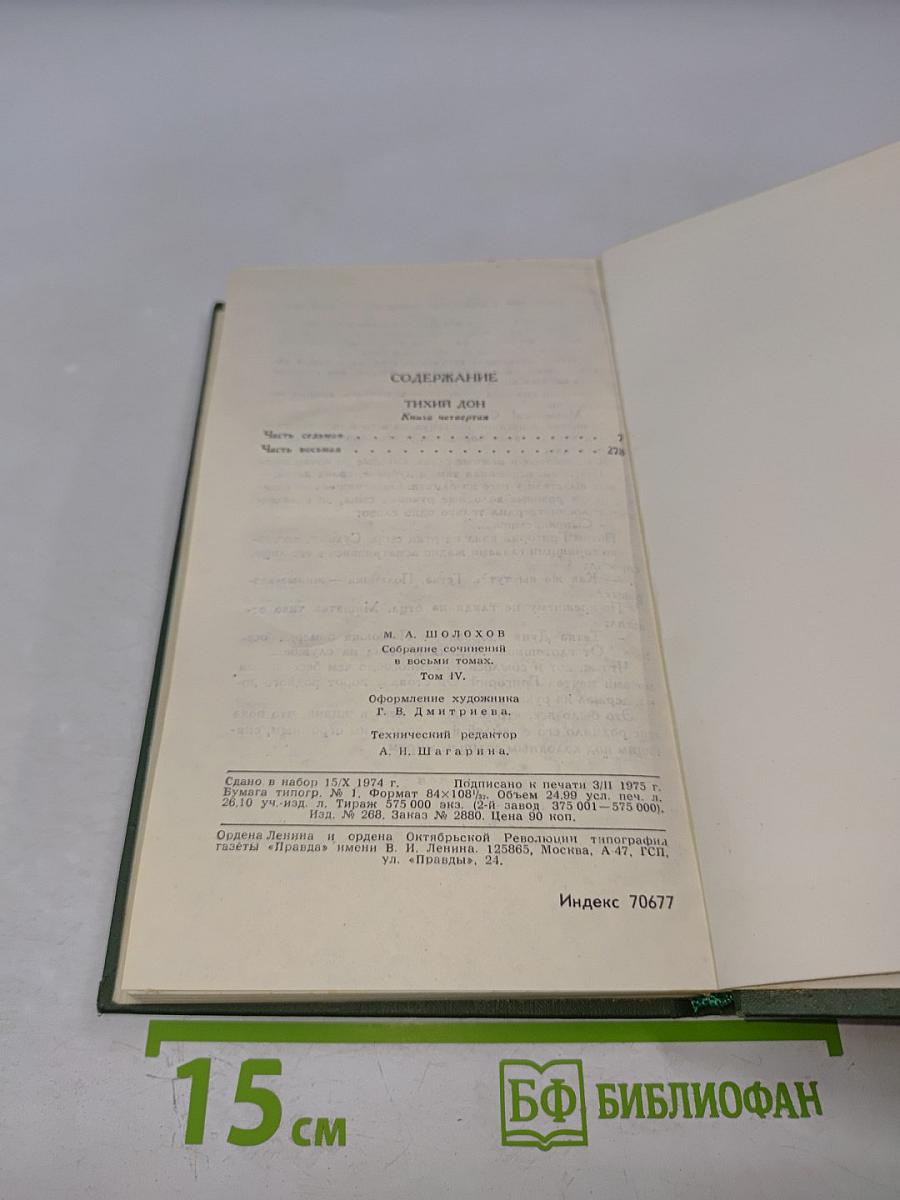 СОДЕРЖАНИЕ
ТИХИЙ ДОН
Книга четвертая
Часть седьмая . . . . . . . . . . . . . . . . . . 7
Часть восьмая . . . . . . . . . . . . . . . . . . 278
М. А. ШОЛОХОВ
Собрание сочинений
в восьми томах.
Том IV.
Оформление художника
Г. В. Дмитриева.
Технический редактор
А. И. Шагарина.
Сдано в набор 15/X 1974 г. Подписано к печати 3/II 1975 г.
Бумага типогр. № 1. Формат 84×108¹/₃₂. Объем 24.99 усл. печ. л.
26.10 уч.-изд. л. Тираж 575 000 экз. (2-й завод 375 001—575 000).
Изд. № 268. Заказ № 2880. Цена 90 коп.
Ордена Ленина и ордена Октябрьской Революции типография
газеты «Правда» имени В. И. Ленина. 125865, Москва, А-47, ГСП,
ул. «Правды», 24.
Индекс 70677
15 см
БФ БИБЛИОФАН